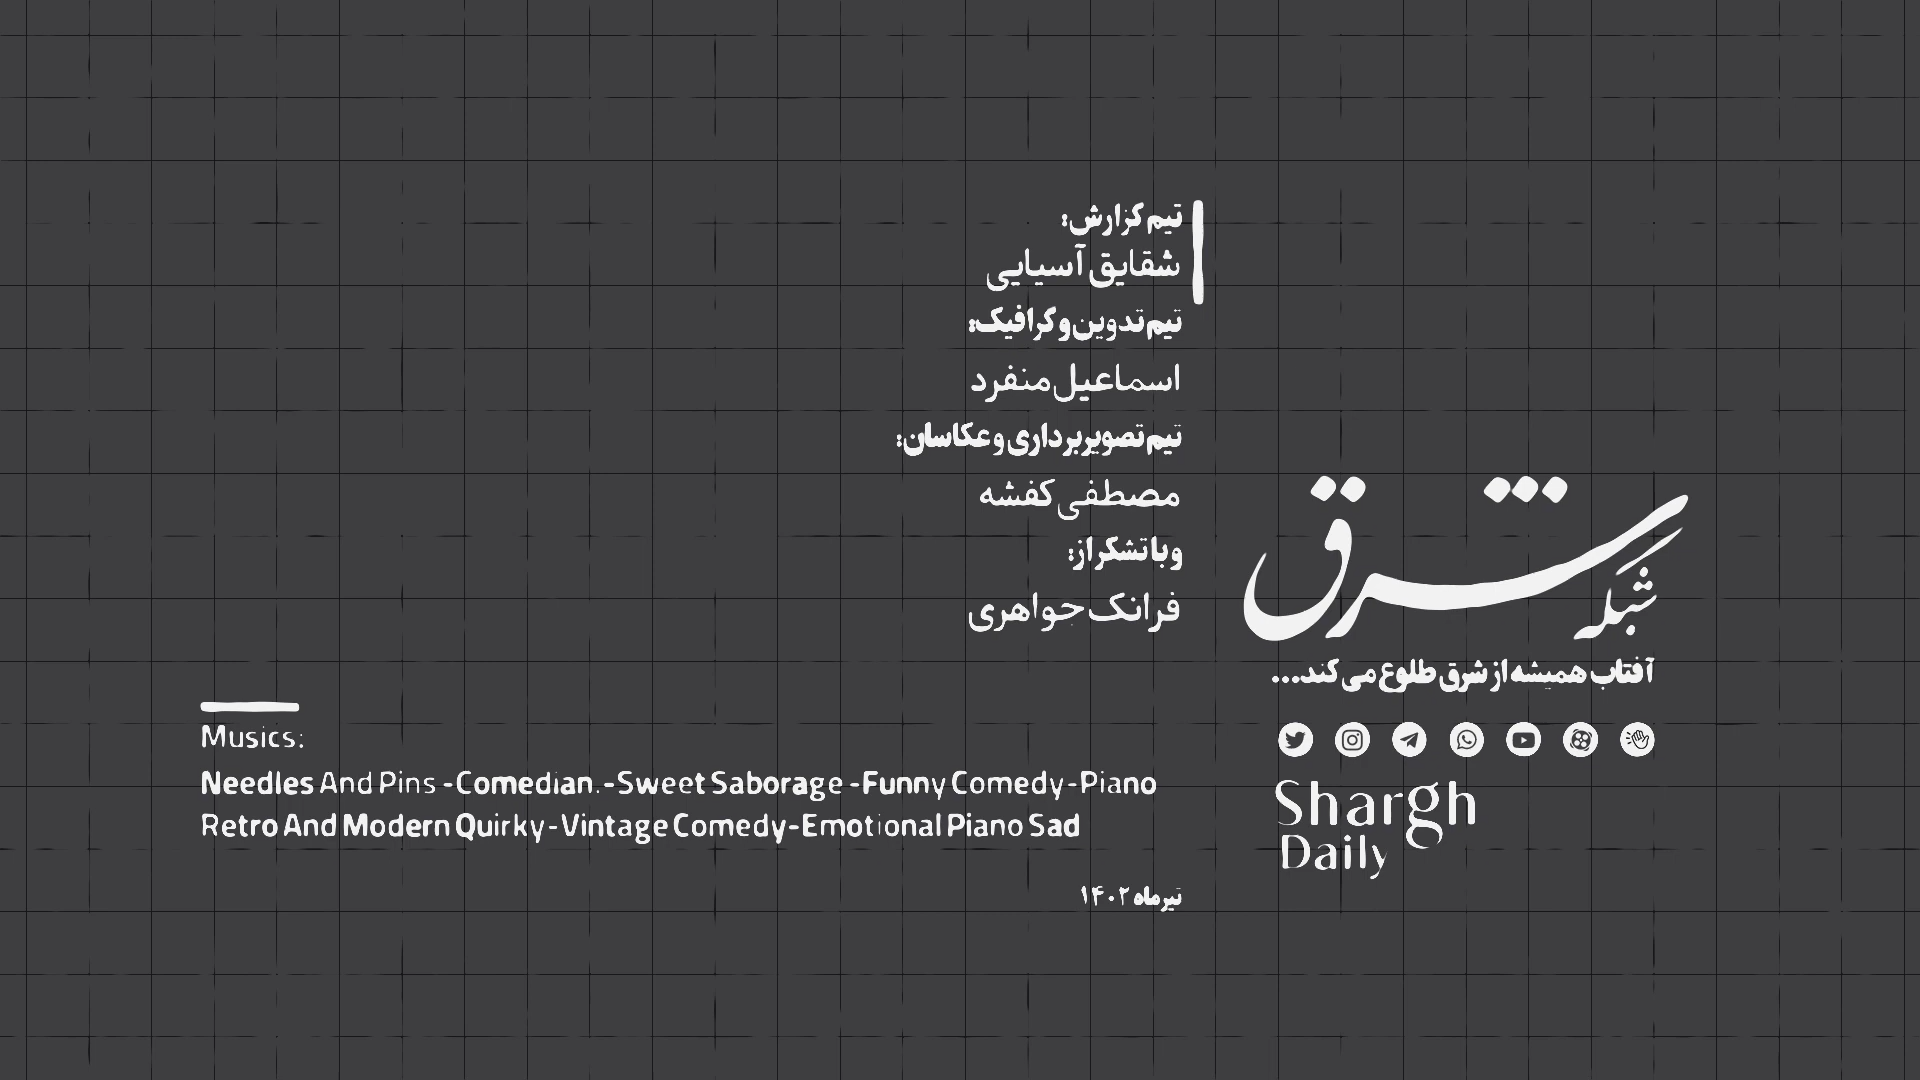 تیم گزارش:
شقایق آسیایی
تیم تدوین و گرافیک:
اسماعیل منفرد
تیم تصویربرداری و عکاسان:
مصطفی کفشه
و با تشکر از:
فرانک جواهری
شبکه شرق
آفتاب همیشه از شرق طلوع می‌کند...
Shargh
Daily
Musics:
Needles And Pins -Comedian.-Sweet Saborage -Funny Comedy-Piano
Retro And Modern Quirky-Vintage Comedy-Emotional Piano Sad
تیرماه ۱۴۰۲